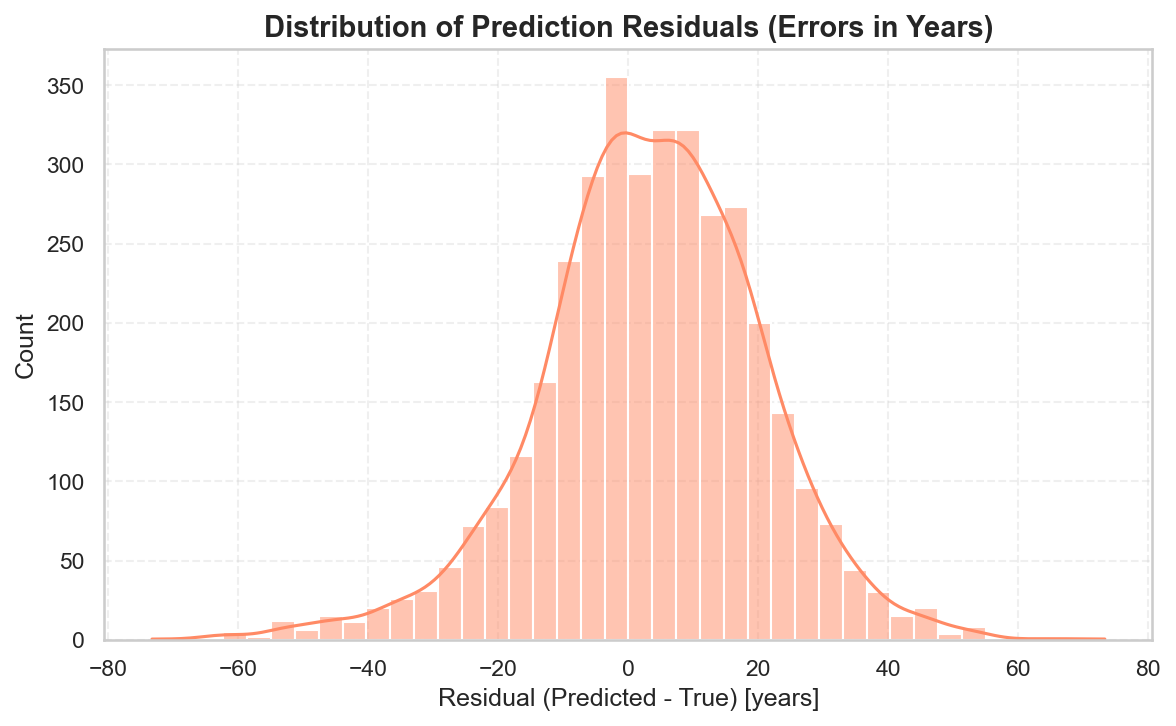 Distribution of Prediction Residuals (Errors in Years)
350
300
250
200
150
100
50
0
Count
−80 −60 −40 −20 0 20 40 60 80
Residual (Predicted - True) [years]